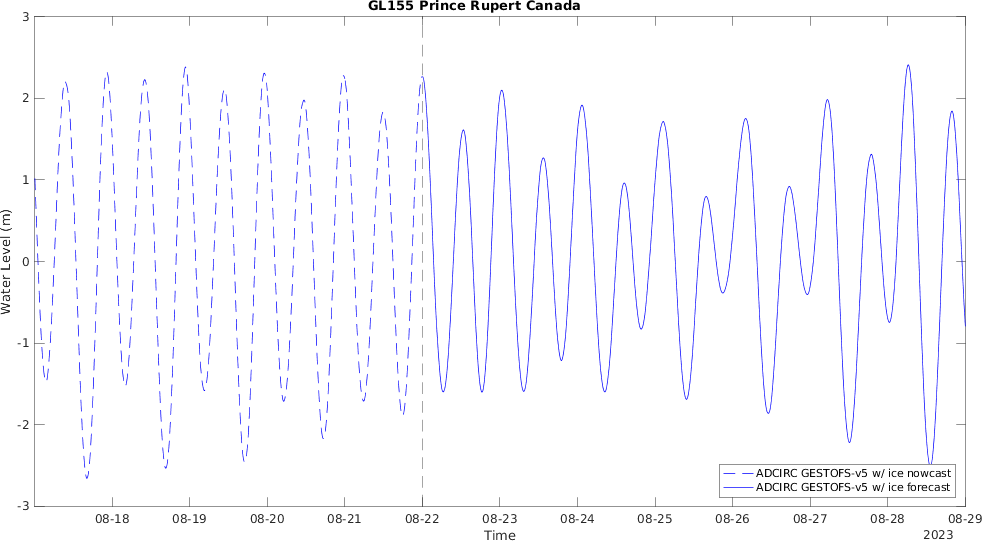 GL155 Prince Rupert Canada
3
2
1
0
-1
-2
-3
Water Level (m)
ADCIRC GESTOFS-v5 w/ ice nowcast
ADCIRC GESTOFS-v5 w/ ice forecast
08-18 08-19 08-20 08-21 08-22 08-23 08-24 08-25 08-26 08-27 08-28 08-29
Time
2023